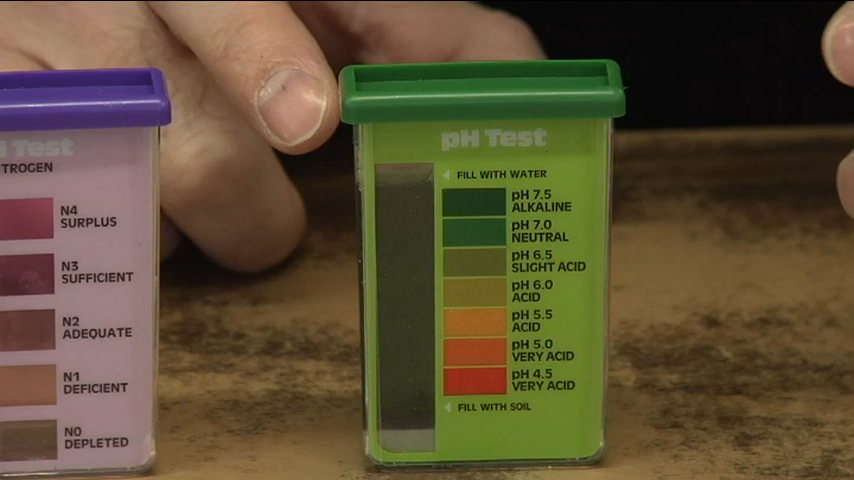 Test
TROGEN
N4
SURPLUS
N3
SUFFICIENT
N2
ADEQUATE
N1
DEFICIENT
N0
DEPLETED
pH Test
FILL WITH WATER
pH 7.5
ALKALINE
pH 7.0
NEUTRAL
pH 6.5
SLIGHT ACID
pH 6.0
ACID
pH 5.5
ACID
pH 5.0
VERY ACID
pH 4.5
VERY ACID
FILL WITH SOIL